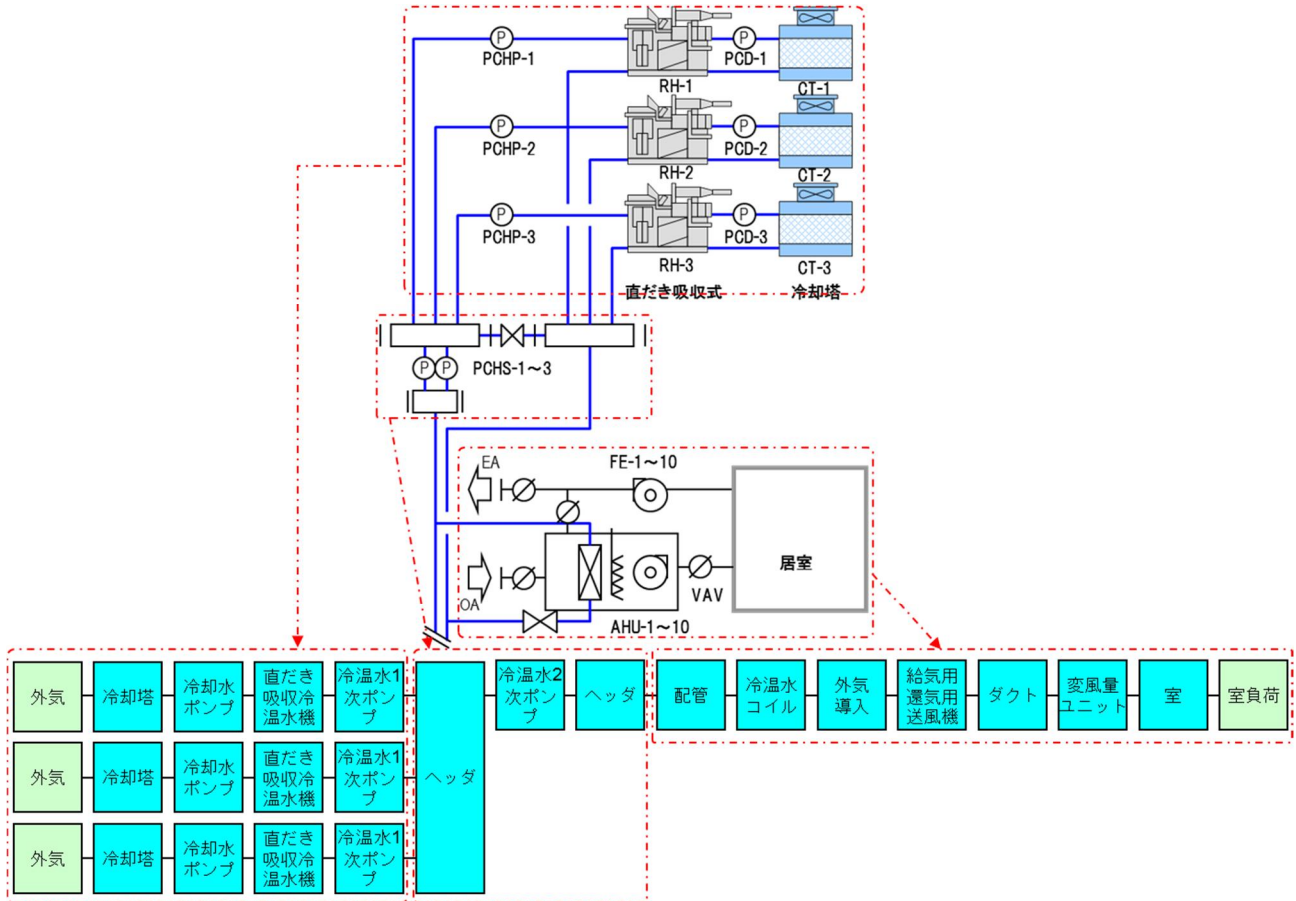 P
PCHP-1
RH-1
P
PCD-1
CT-1
P
PCHP-2
RH-2
P
PCD-2
CT-2
P
PCHP-3
RH-3
P
PCD-3
CT-3
直だき吸収式
冷却塔
P
P
PCHS-1～3
EA
FE-1～10
OA
VAV
居室
AHU-1～10
外気
冷却塔
冷却水
ポンプ
直だき
吸収冷
温水機
冷温水1
次ポン
プ
外気
冷却塔
冷却水
ポンプ
直だき
吸収冷
温水機
冷温水1
次ポン
プ
外気
冷却塔
冷却水
ポンプ
直だき
吸収冷
温水機
冷温水1
次ポン
プ
ヘッダ
冷温水2
次ポン
プ
ヘッダ
配管
冷温水
コイル
外気
導入
給気用
還気用
送風機
ダクト
変風量
ユニット
室
室負荷